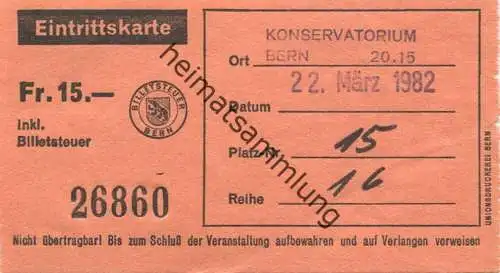 Eintrittskarte
Fr. 15.—
Inkl.
Billetsteuer
BILLETSTEUER
BERN
26860
KONSERVATORIUM
Ort BERN 20.15
22. März 1982
Datum
Platz-Nr. 15
Reihe 16
UNIONSDRUCKEREI BERN
Nicht übertragbar! Bis zum Schluß der Veranstaltung aufbewahren und auf Verlangen vorweisen
heimatsammlung